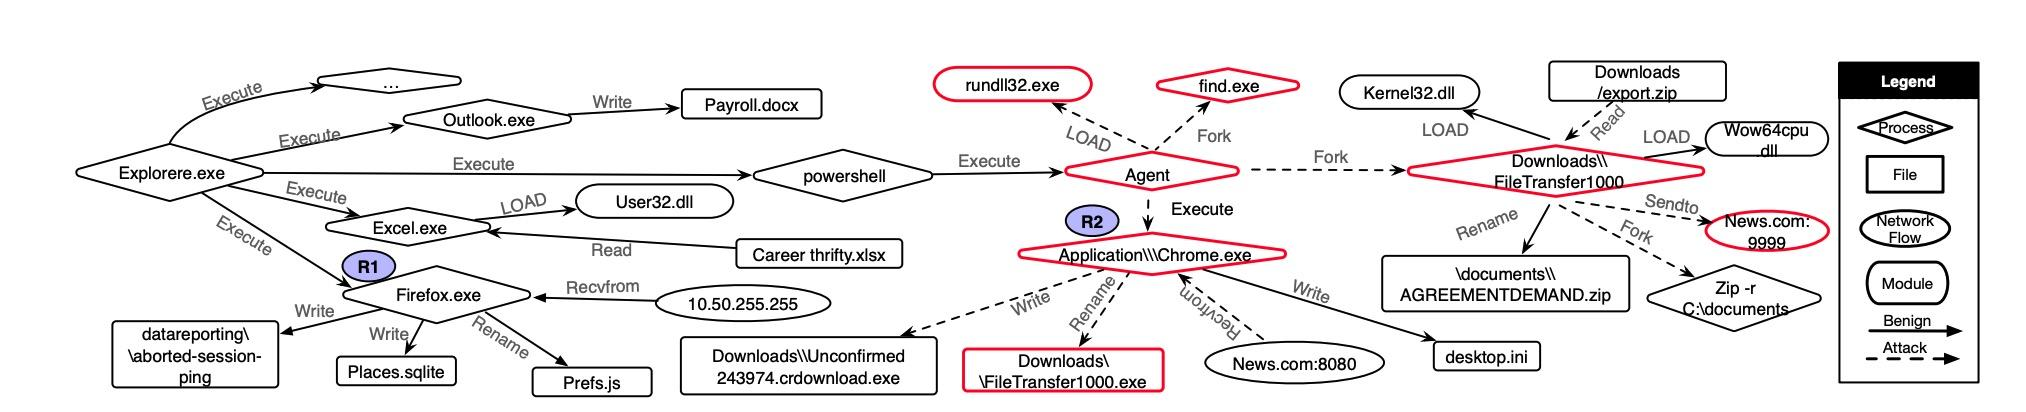 Execute
...
Execute
Outlook.exe
Write
Payroll.docx
Explorere.exe
Execute
powershell
Execute
Execute
Excel.exe
LOAD
User32.dll
Read
Career thrifty.xlsx
Execute
R1
Firefox.exe
Recvfrom
10.50.255.255
Write
datareporting\
\aborted-session-
ping
Write
Places.sqlite
Rename
Prefs.js
rundll32.exe
LOAD
find.exe
Fork
Agent
Fork
R2
Execute
Application\\\Chrome.exe
Write
Downloads\\Unconfirmed
243974.crdownload.exe
Rename
Downloads\
\FileTransfer1000.exe
Recvfrom
News.com:8080
Write
desktop.ini
Kernel32.dll
LOAD
Downloads
/export.zip
Read
LOAD
Wow64cpu
.dll
Downloads\\
FileTransfer1000
Sendto
News.com:
9999
Rename
\documents\\
AGREEMENTDEMAND.zip
Fork
Zip -r
C:\documents
Legend
Process
File
Network
Flow
Module
Benign
Attack